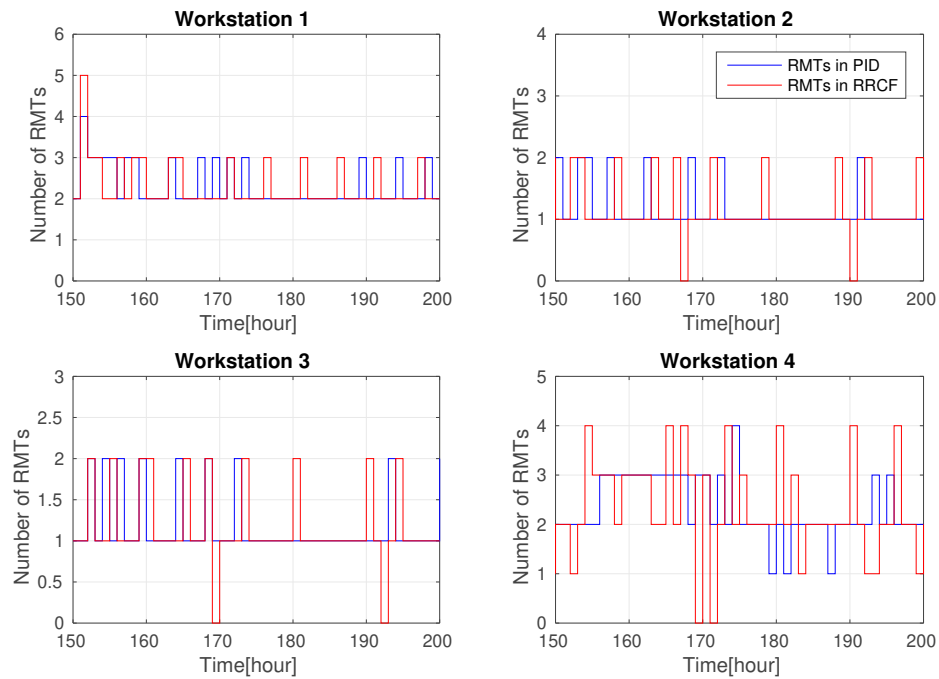 Workstation 1
6
5
4
3
2
1
0
Number of RMTs
150 160 170 180 190 200
Time[hour]
Workstation 2
4
3
2
1
0
Number of RMTs
RMTs in PID
RMTs in RRCF
150 160 170 180 190 200
Time[hour]
Workstation 3
3
2.5
2
1.5
1
0.5
0
Number of RMTs
150 160 170 180 190 200
Time[hour]
Workstation 4
5
4
3
2
1
0
Number of RMTs
150 160 170 180 190 200
Time[hour]